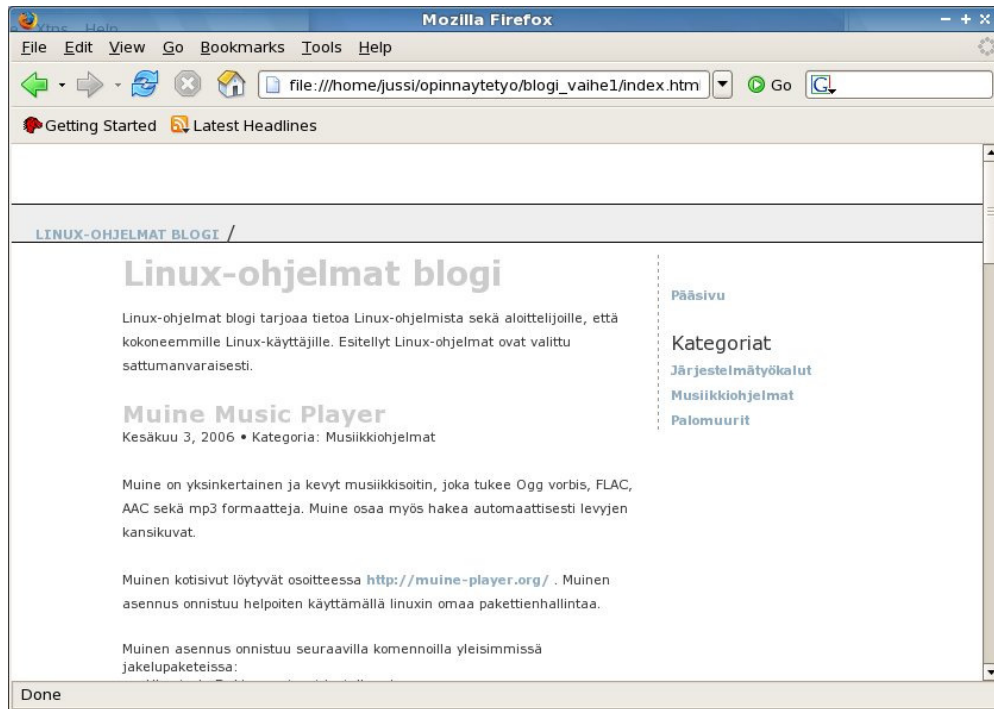 Mozilla Firefox
File Edit View Go Bookmarks Tools Help
file:///home/jussi/opinnaytetyo/blogi_vaihe1/index.htm Go G
Getting Started Latest Headlines
LINUX-OHJELMAT BLOGI /
Linux-ohjelmat blogi
Linux-ohjelmat blogi tarjoaa tietoa Linux-ohjelmista sekä aloittelijoille, että
kokoneemmille Linux-käyttäjille. Esitellyt Linux-ohjelmat ovat valittu
sattumanvaraisesti.
Muine Music Player
Kesäkuu 3, 2006 • Kategoria: Musiikkiohjelmat
Muine on yksinkertainen ja kevyt musiikkisoitin, joka tukee Ogg vorbis, FLAC,
AAC sekä mp3 formaatteja. Muine osaa myös hakea automaattisesti levyjen
kansikuvat.
Muinen kotisivut löytyvät osoitteessa http://muine-player.org/ . Muinen
asennus onnistuu helpoiten käyttämällä linuxin omaa pakettienhallintaa.
Muinen asennus onnistuu seuraavilla komennoilla yleisimmissä
jakelupaketeissa:
Pääsivu
Kategoriat
Järjestelmätyökalut
Musiikkiohjelmat
Palomuurit
Done